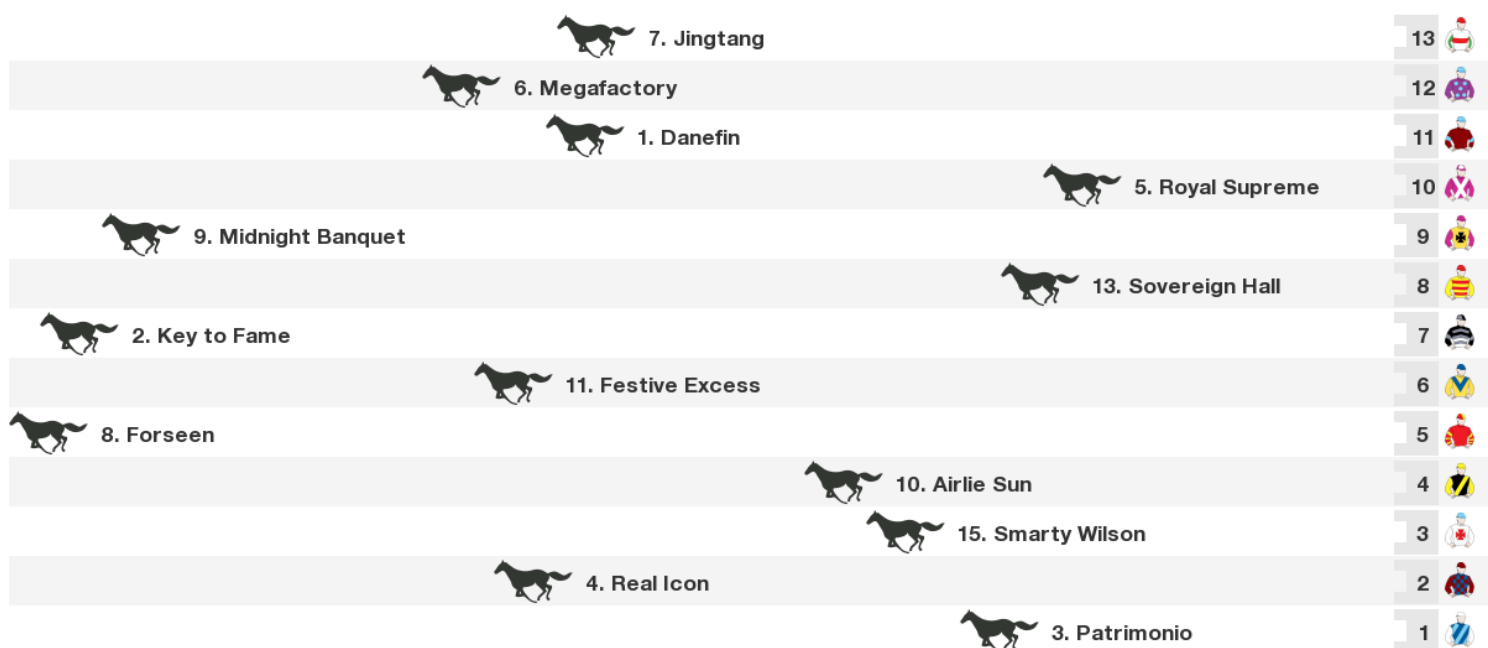 7. Jingtang 13
6. Megafactory 12
1. Danefin 11
5. Royal Supreme 10
9. Midnight Banquet 9
13. Sovereign Hall 8
2. Key to Fame 7
11. Festive Excess 6
8. Forseen 5
10. Airlie Sun 4
15. Smarty Wilson 3
4. Real Icon 2
3. Patrimonio 1